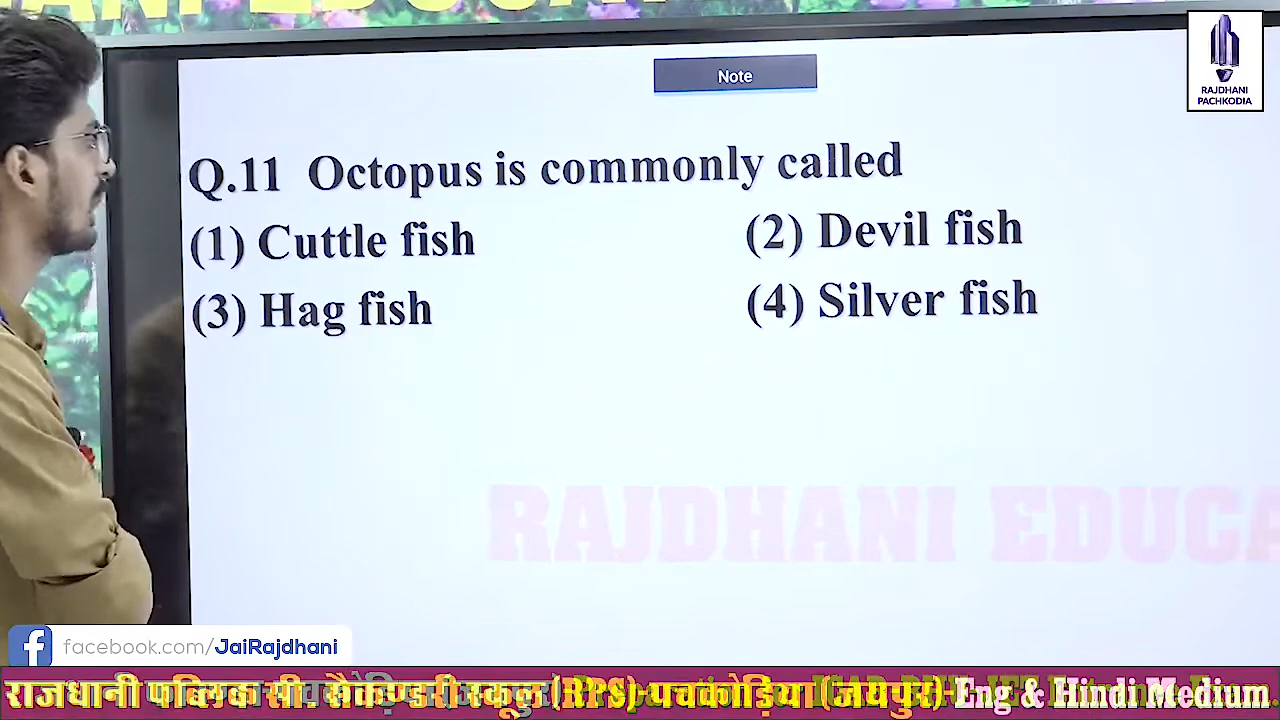 Note
RAJDHANI
PACHKODIA
Q.11 Octopus is commonly called
(1) Cuttle fish
(2) Devil fish
(3) Hag fish
(4) Silver fish
RAJDHANI EDUCA
facebook.com/JaiRajdhani
राजधानी पब्लिक सी. सैकण्डरी स्कूल (RPS)-पचकोड़िया (जयपुर)- Eng & Hindi Medium